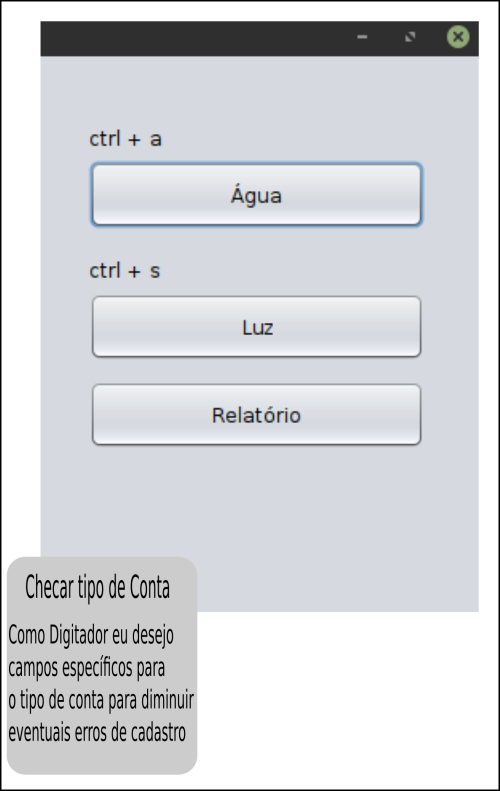 ctrl + a
Água
ctrl + s
Luz
Relatório
Checar tipo de Conta
Como Digitador eu desejo
campos específicos para
o tipo de conta para diminuir
eventuais erros de cadastro